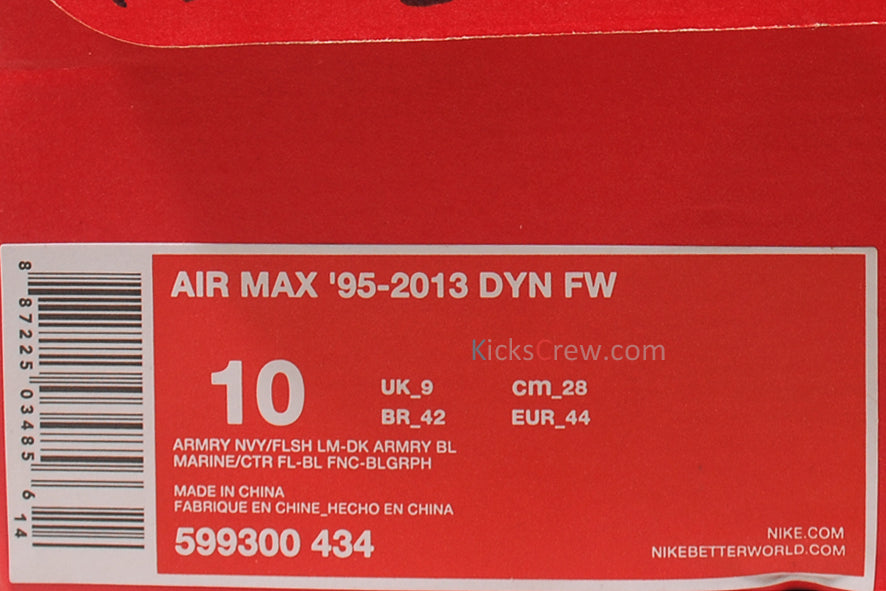 AIR MAX '95-2013 DYN FW
KicksCrew.com
10
UK_9 cm_28
BR_42 EUR_44
ARMRY NVY/FLSH LM-DK ARMRY BL
MARINE/CTR FL-BL FNC-BLGRPH
MADE IN CHINA
FABRIQUE EN CHINE_HECHO EN CHINA
599300 434
NIKE.COM
NIKEBETTERWORLD.COM
8 87225 03485 6 14